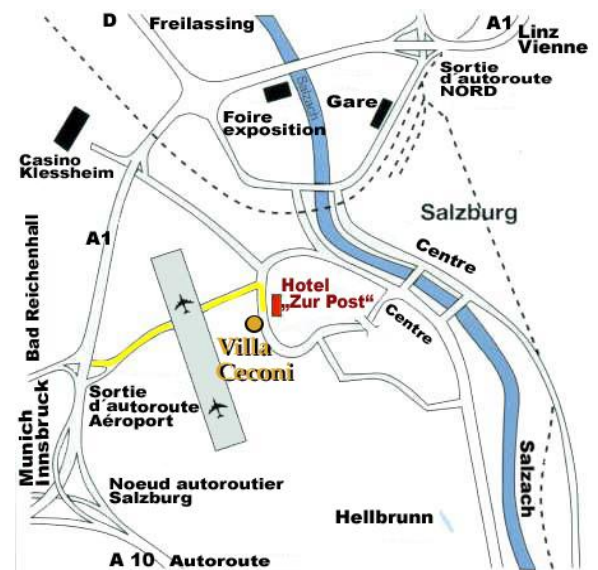 D
Freilassing
A1
Linz
Vienne
Sortie
d´autoroute
NORD
Salzach
Gare
Foire
exposition
Casino
Klessheim
Salzburg
Centre
A1
Bad Reichenhall
Hotel
„Zur Post“
Centre
Villa
Ceconi
Sortie
d´autoroute
Aéroport
Munich
Innsbruck
Noeud autoroutier
Salzburg
Salzach
Hellbrunn
A 10 Autoroute